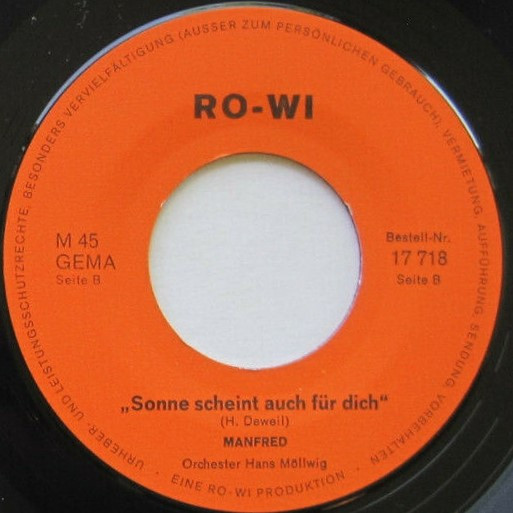 URHEBER- UND LEISTUNGSSCHUTZRECHTE, BESONDERS VERVIELFÄLTIGUNG (AUSSER ZUM PERSÖNLICHEN GEBRAUCH), VERMIETUNG, AUFFÜHRUNG, SENDUNG, VORBEHALTEN
RO-WI
M 45
GEMA
Seite B
Bestell-Nr.
17 718
Seite B
„Sonne scheint auch für dich“
(H. Deweil)
MANFRED
Orchester Hans Möllwig
· EINE RO-WI PRODUKTION ·